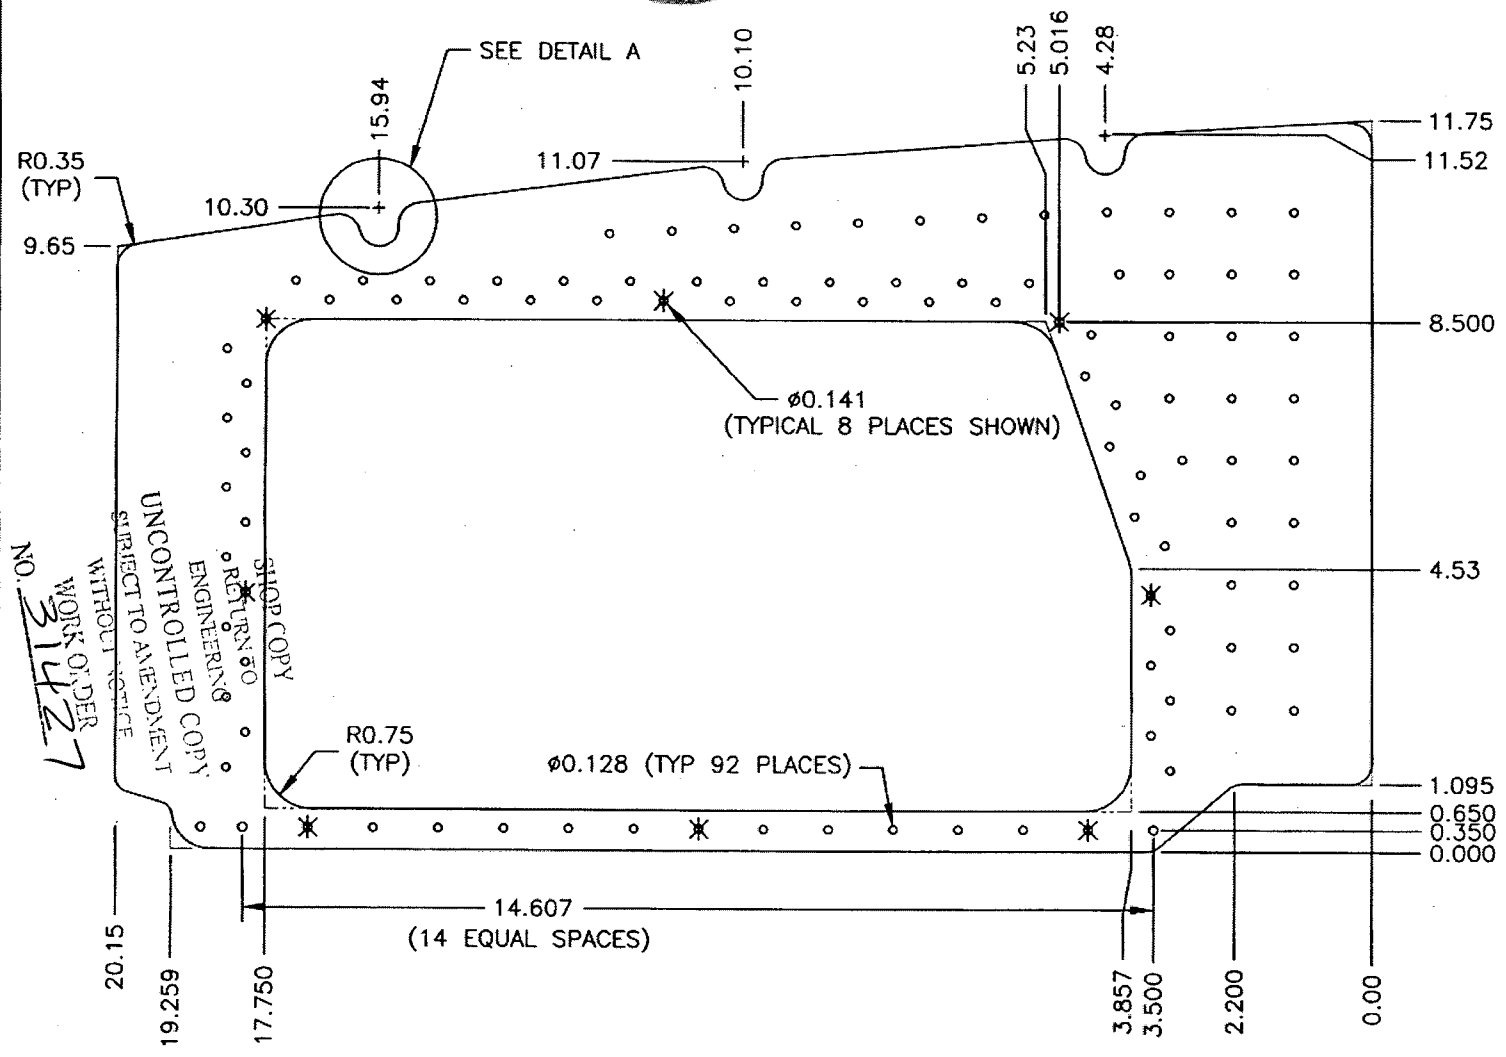 SEE DETAIL A
15.94
10.10
5.23
5.016
4.28
R0.35
(TYP)
11.75
11.52
11.07
10.30
9.65
8.500
ø0.141
(TYPICAL 8 PLACES SHOWN)
4.53
SHOP COPY
RETURN TO
ENGINEERING
UNCONTROLLED COPY
SUBJECT TO AMENDMENT
WITHOUT NOTICE
WORK ORDER
NO. 31427
R0.75
(TYP)
ø0.128 (TYP 92 PLACES)
1.095
0.650
0.350
0.000
14.607
(14 EQUAL SPACES)
20.15
19.259
17.750
3.857
3.500
2.200
0.00